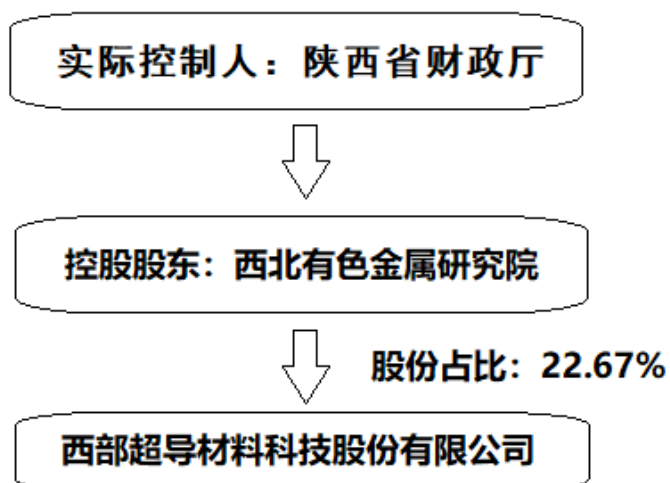 实际控制人：陕西省财政厅
控股股东：西北有色金属研究院
股份占比：22.67%
西部超导材料科技股份有限公司